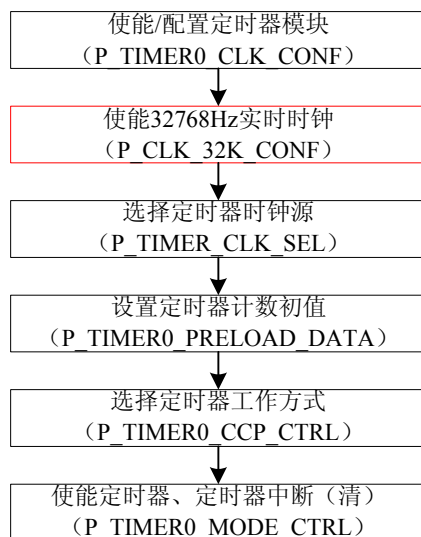 使能/配置定时器模块
（P_TIMER0_CLK_CONF）
使能32768Hz实时时钟
（P_CLK_32K_CONF）
选择定时器时钟源
（P_TIMER_CLK_SEL）
设置定时器计数初值
（P_TIMER0_PRELOAD_DATA）
选择定时器工作方式
（P_TIMER0_CCP_CTRL）
使能定时器、定时器中断（清）
（P_TIMER0_MODE_CTRL）